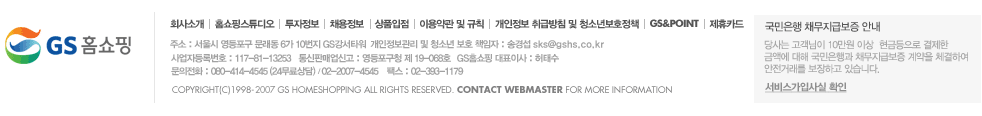 GS 홈쇼핑
회사소개 | 홈쇼핑스튜디오 | 투자정보 | 채용정보 | 상품입점 | 이용약관 및 규칙 | 개인정보 취급방침 및 청소년보호정책 | GS&POINT | 제휴카드
주소 : 서울시 영등포구 문래동 6가 10번지 GS강서타워 개인정보관리 및 청소년 보호 책임자 : 송경섭 sks@gshs.co.kr
사업자등록번호 : 117-81-13253 통신판매업신고 : 영등포구청 제 19-068호 GS홈쇼핑 대표이사 : 허태수
문의전화 : 080-414-4545 (24무료상담) / 02-2007-4545 팩스 : 02-393-1179
COPYRIGHT(C)1998-2007 GS HOMESHOPPING ALL RIGHTS RESERVED. CONTACT WEBMASTER FOR MORE INFORMATION
국민은행 채무지급보증 안내
당사는 고객님이 10만원 이상 현금등으로 결제한
금액에 대해 국민은행과 채무지급보증 계약을 체결하여
안전거래를 보장하고 있습니다.
서비스가입사실 확인